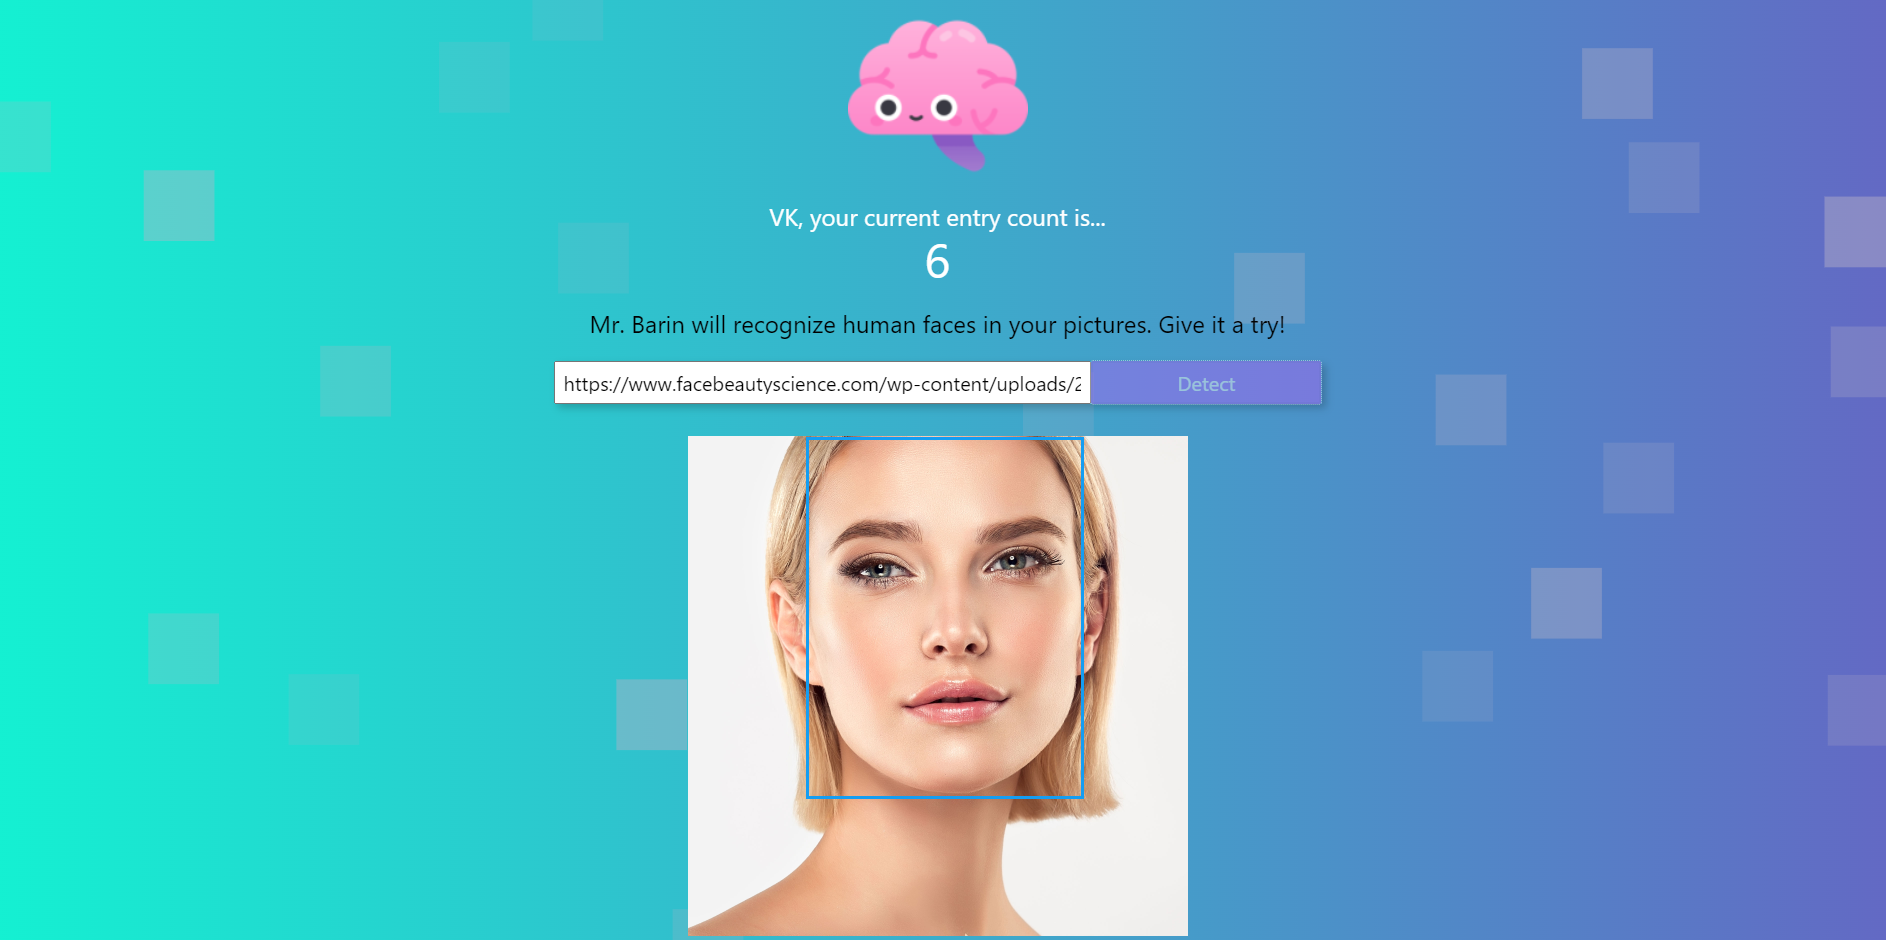 VK, your current entry count is...
6
Mr. Barin will recognize human faces in your pictures. Give it a try!
https://www.facebeautyscience.com/wp-content/uploads/2
Detect